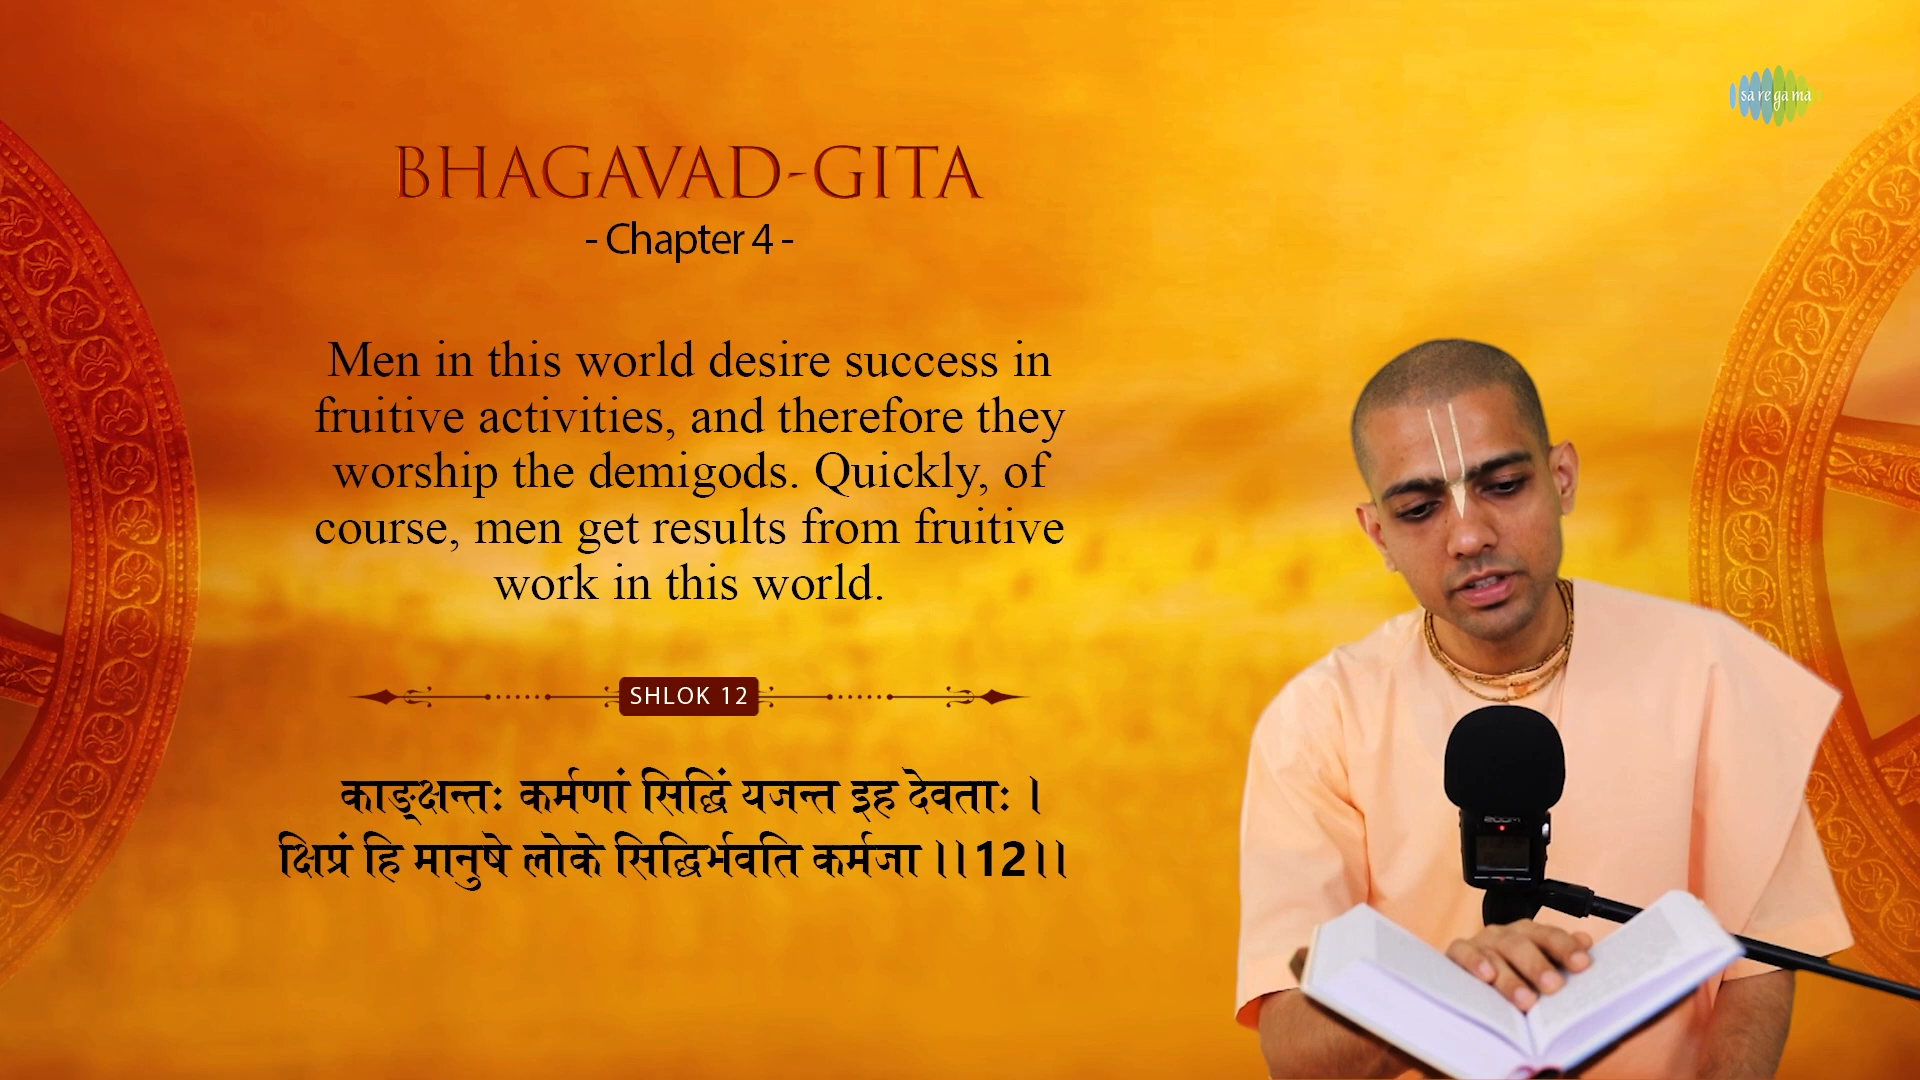 saregama
BHAGAVAD-GITA
- Chapter 4 -
Men in this world desire success in
fruitive activities, and therefore they
worship the demigods. Quickly, of
course, men get results from fruitive
work in this world.
SHLOK 12
काङ्क्षन्तः कर्मणां सिद्धिं यजन्त इह देवताः ।
क्षिप्रं हि मानुषे लोके सिद्धिर्भवति कर्मजा ।।12।।
zoom